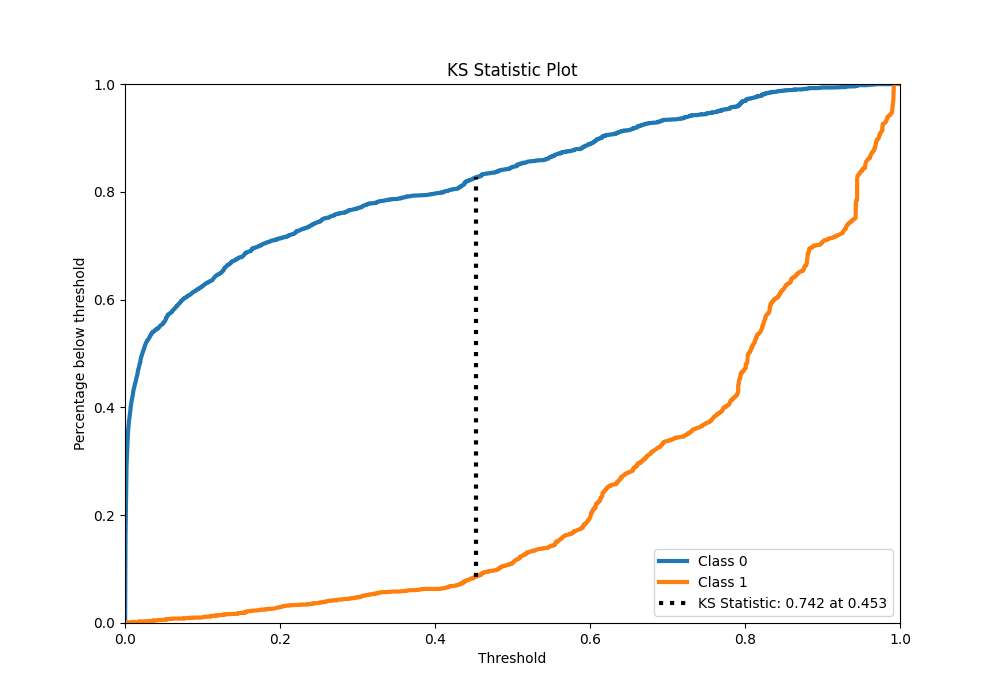 KS Statistic Plot
1.0
0.8
0.6
0.4
0.2
0.0
Percentage below threshold
0.0 0.2 0.4 0.6 0.8 1.0
Threshold
Class 0
Class 1
KS Statistic: 0.742 at 0.453